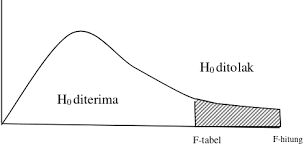 H₀ ditolak
H₀ diterima
F-tabel
F-hitung